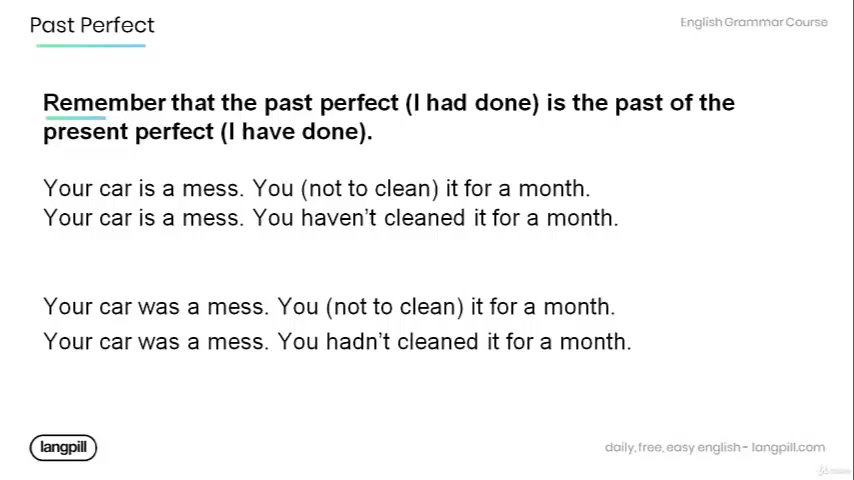 Past Perfect
English Grammar Course
Remember that the past perfect (I had done) is the past of the
present perfect (I have done).
Your car is a mess. You (not to clean) it for a month.
Your car is a mess. You haven’t cleaned it for a month.
Your car was a mess. You (not to clean) it for a month.
Your car was a mess. You hadn’t cleaned it for a month.
langpill
daily, free, easy english - langpill.com